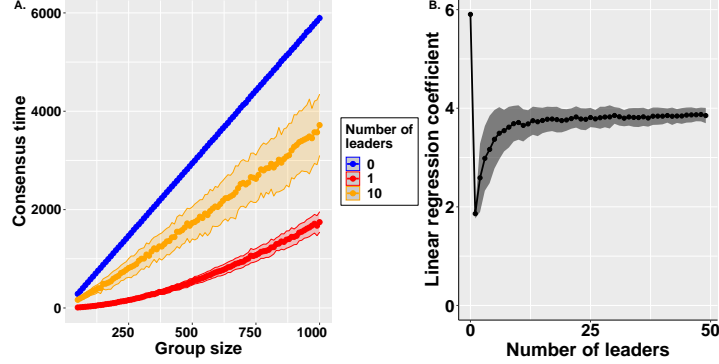 A.
6000
4000
2000
0
Consensus time
250
500
750
1000
Group size
Number of
leaders
0
1
10
B.
6
4
2
0
Linear regression coefficient
0
25
50
Number of leaders